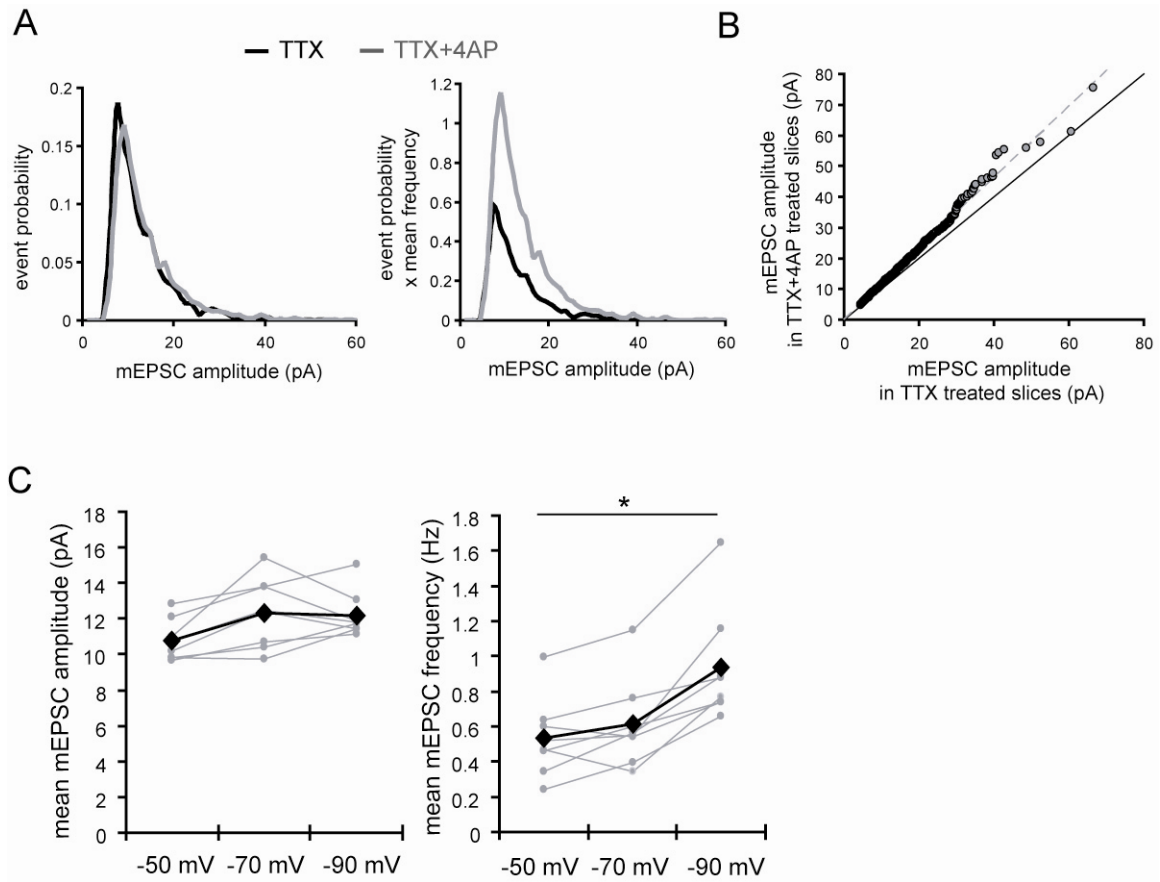 A
TTX TTX+4AP
event probability
0.2
0.15
0.1
0.05
0
0 20 40 60
mEPSC amplitude (pA)
event probability
x mean frequency
1.2
1
0.8
0.6
0.4
0.2
0
0 20 40 60
mEPSC amplitude (pA)
B
mEPSC amplitude
in TTX+4AP treated slices (pA)
80
70
60
50
40
30
20
10
0
0 20 40 60 80
mEPSC amplitude
in TTX treated slices (pA)
C
mean mEPSC amplitude (pA)
18
16
14
12
10
8
6
4
2
0
-50 mV -70 mV -90 mV
mean mEPSC frequency (Hz)
1.8
1.6
1.4
1.2
1
0.8
0.6
0.4
0.2
0
*
-50 mV -70 mV -90 mV